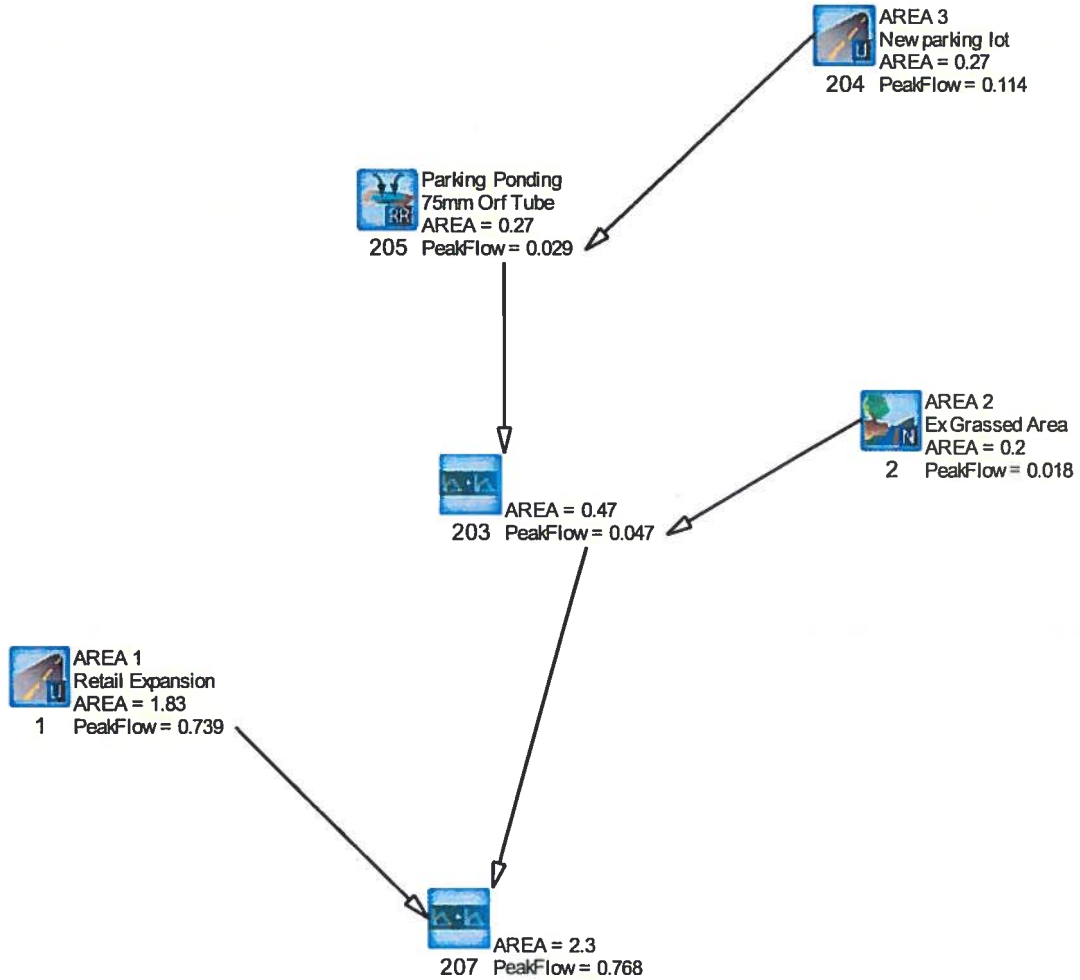 AREA 3
New parking lot
AREA = 0.27
204 PeakFlow = 0.114
U
Parking Ponding
75mm Orf Tube
AREA = 0.27
205 PeakFlow = 0.029
RR
AREA 2
Ex Grassed Area
AREA = 0.2
2 PeakFlow = 0.018
N
AREA = 0.47
203 PeakFlow = 0.047
AREA 1
Retail Expansion
AREA = 1.83
1 PeakFlow = 0.739
U
AREA = 2.3
207 PeakFlow = 0.768